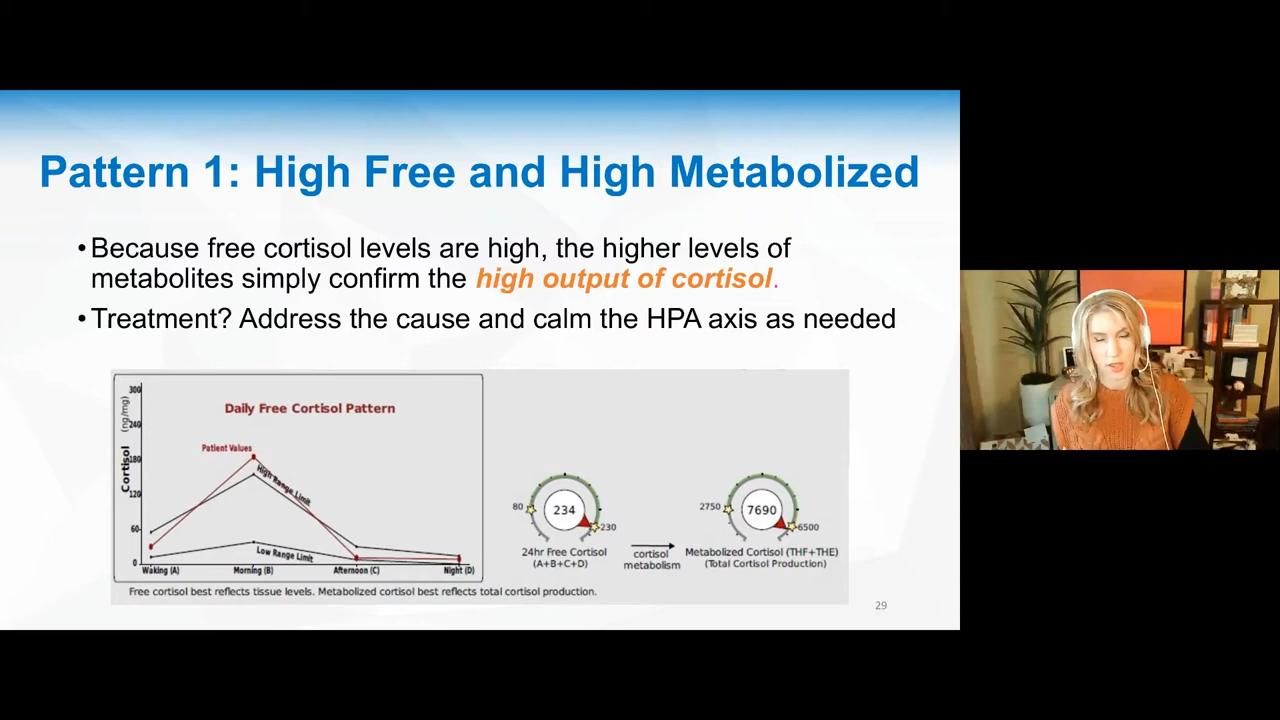 Pattern 1: High Free and High Metabolized
•Because free cortisol levels are high, the higher levels of
metabolites simply confirm the high output of cortisol.
•Treatment? Address the cause and calm the HPA axis as needed
Daily Free Cortisol Pattern
Cortisol (ng/mg)
300
240
180
120
60
0
Patient Values
High Range Limit
Low Range Limit
Waking (A) Morning (B) Afternoon (C) Night (D)
80 234 230
24hr Free Cortisol
(A+B+C+D)
cortisol
metabolism
2750 7690 6500
Metabolized Cortisol (THF+THE)
(Total Cortisol Production)
Free cortisol best reflects tissue levels. Metabolized cortisol best reflects total cortisol production.
29